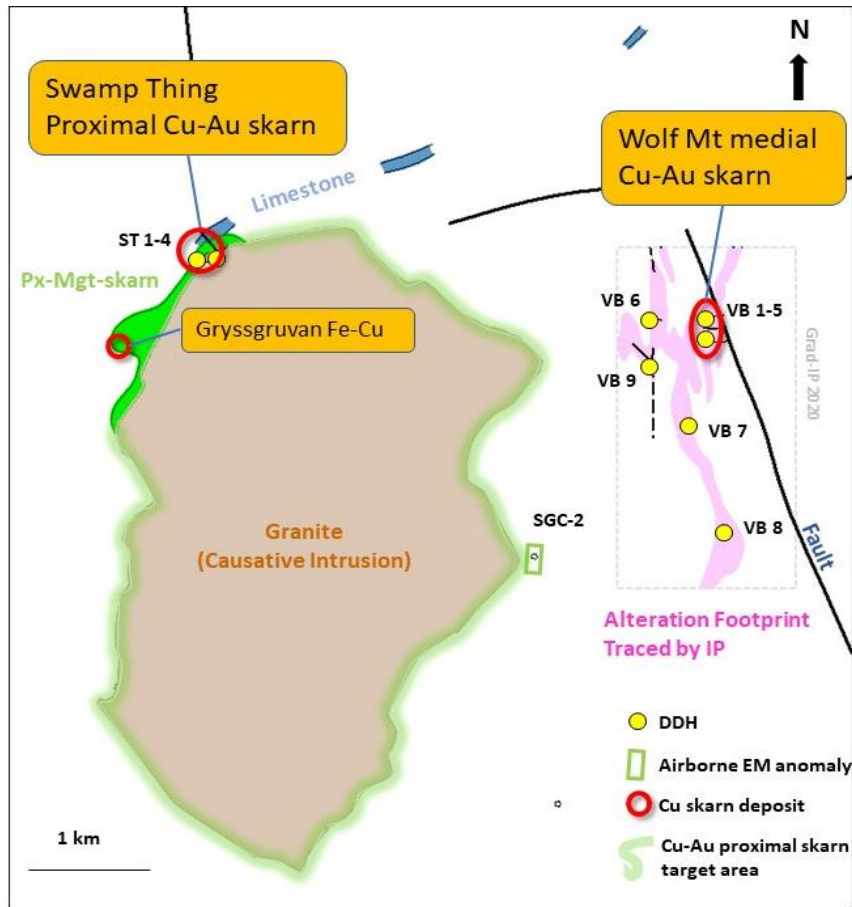 N
Swamp Thing
Proximal Cu-Au skarn
Wolf Mt medial
Cu-Au skarn
Limestone
ST 1-4
Px-Mgt-skarn
Gryssgruvan Fe-Cu
VB 6
VB 1-5
VB 9
Grad-IP 2020
VB 7
SGC-2
VB 8
Granite
(Causative Intrusion)
Fault
Alteration Footprint
Traced by IP
DDH
Airborne EM anomaly
Cu skarn deposit
Cu-Au proximal skarn
target area
1 km